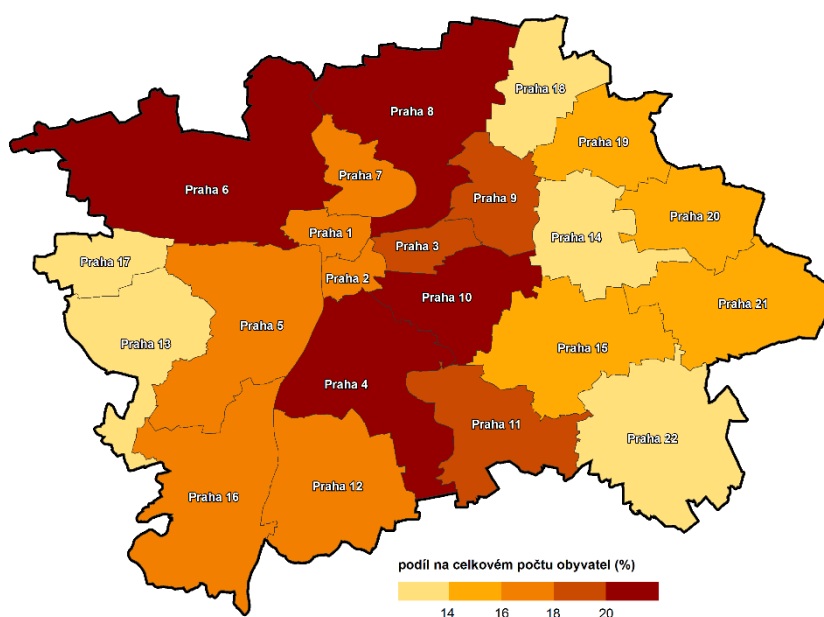 Praha 18
Praha 8
Praha 19
Praha 7
Praha 6
Praha 9
Praha 20
Praha 1
Praha 14
Praha 3
Praha 17
Praha 2
Praha 10
Praha 21
Praha 5
Praha 13
Praha 15
Praha 4
Praha 11
Praha 22
Praha 12
Praha 16
podíl na celkovém počtu obyvatel (%)
14 16 18 20